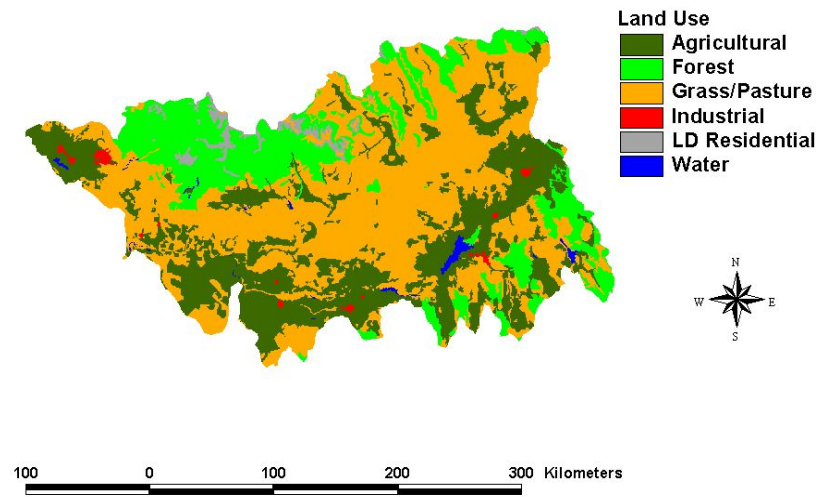 Land Use
Agricultural
Forest
Grass/Pasture
Industrial
LD Residential
Water
N
W E
S
100 0 100 200 300 Kilometers